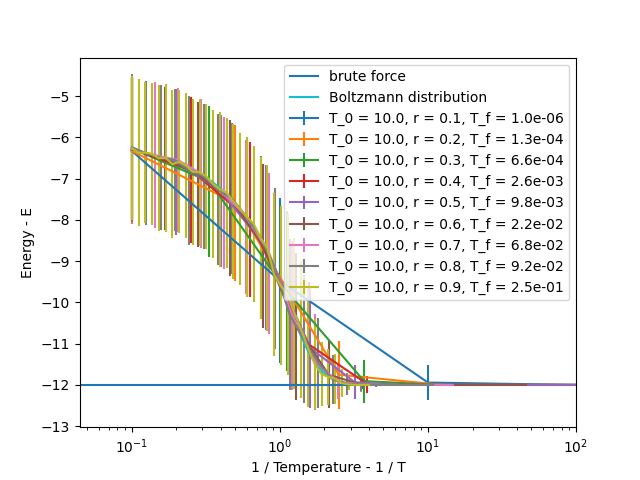 brute force
Boltzmann distribution
T_0 = 10.0, r = 0.1, T_f = 1.0e-06
T_0 = 10.0, r = 0.2, T_f = 1.3e-04
T_0 = 10.0, r = 0.3, T_f = 6.6e-04
T_0 = 10.0, r = 0.4, T_f = 2.6e-03
T_0 = 10.0, r = 0.5, T_f = 9.8e-03
T_0 = 10.0, r = 0.6, T_f = 2.2e-02
T_0 = 10.0, r = 0.7, T_f = 6.8e-02
T_0 = 10.0, r = 0.8, T_f = 9.2e-02
T_0 = 10.0, r = 0.9, T_f = 2.5e-01
Energy - E
−5
−6
−7
−8
−9
−10
−11
−12
−13
10⁻¹ 10⁰ 10¹ 10²
1 / Temperature - 1 / T